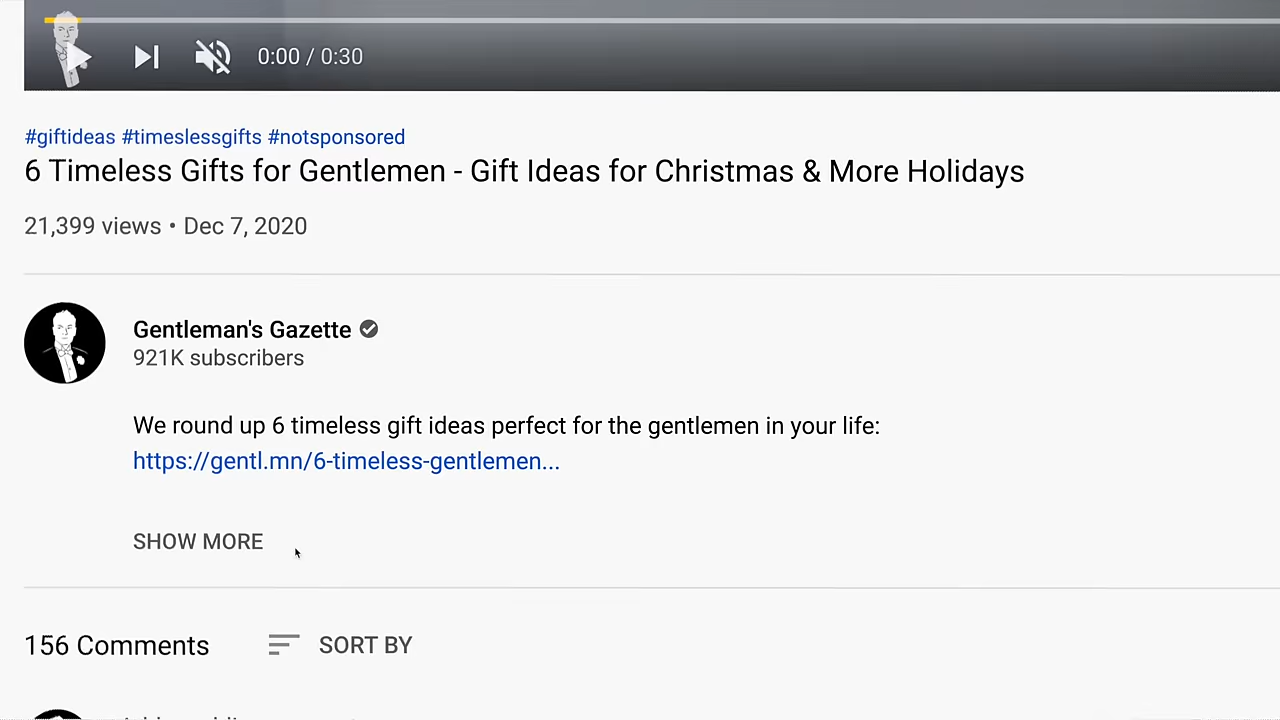 0:00 / 0:30
#giftideas #timeslessgifts #notsponsored
6 Timeless Gifts for Gentlemen - Gift Ideas for Christmas & More Holidays
21,399 views • Dec 7, 2020
Gentleman's Gazette
921K subscribers
We round up 6 timeless gift ideas perfect for the gentlemen in your life:
https://gentl.mn/6-timeless-gentlemen...
SHOW MORE
156 Comments
SORT BY